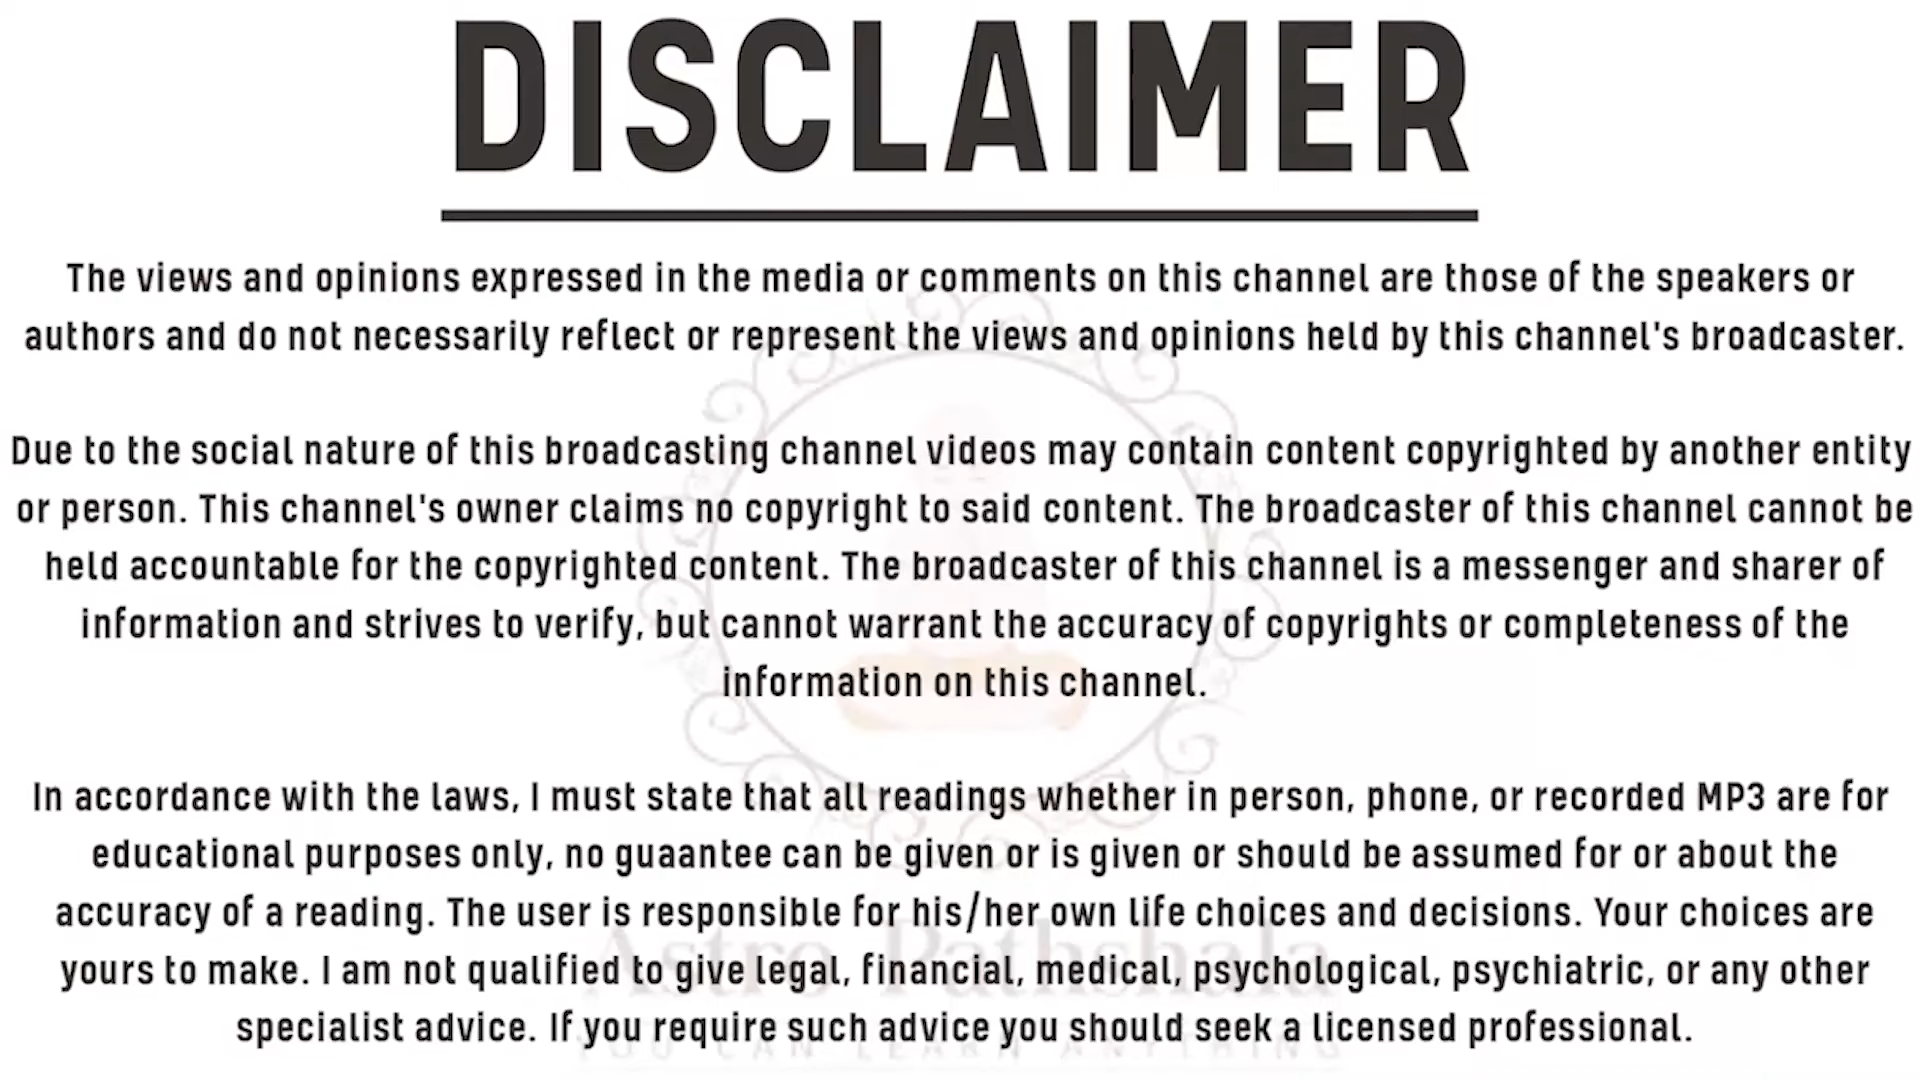 DISCLAIMER
The views and opinions expressed in the media or comments on this channel are those of the speakers or
authors and do not necessarily reflect or represent the views and opinions held by this channel's broadcaster.
Due to the social nature of this broadcasting channel videos may contain content copyrighted by another entity
or person. This channel's owner claims no copyright to said content. The broadcaster of this channel cannot be
held accountable for the copyrighted content. The broadcaster of this channel is a messenger and sharer of
information and strives to verify, but cannot warrant the accuracy of copyrights or completeness of the
information on this channel.
In accordance with the laws, I must state that all readings whether in person, phone, or recorded MP3 are for
educational purposes only, no guaantee can be given or is given or should be assumed for or about the
accuracy of a reading. The user is responsible for his/her own life choices and decisions. Your choices are
Astro Pathshala
yours to make. I am not qualified to give legal, financial, medical, psychological, psychiatric, or any other
specialist advice. If you require such advice you should seek a licensed professional.
YOU CAN LEARN ANYTHING